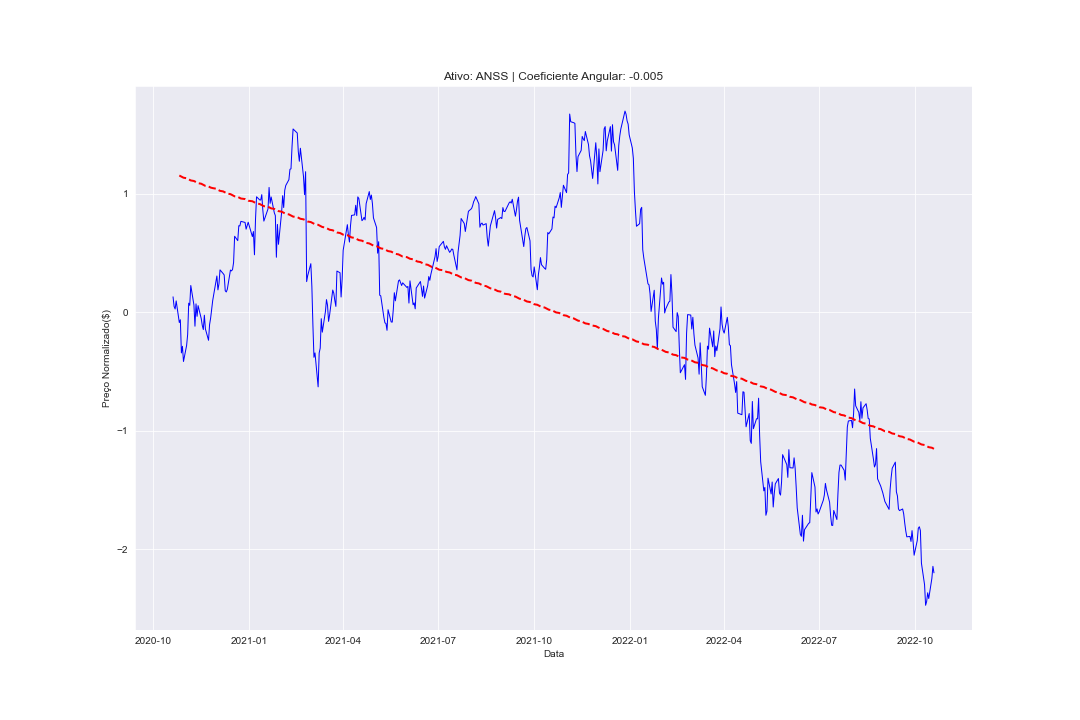 Ativo: ANSS | Coeficiente Angular: -0.005
Preço Normalizado($)
1
0
−1
−2
2020-10 2021-01 2021-04 2021-07 2021-10 2022-01 2022-04 2022-07 2022-10
Data